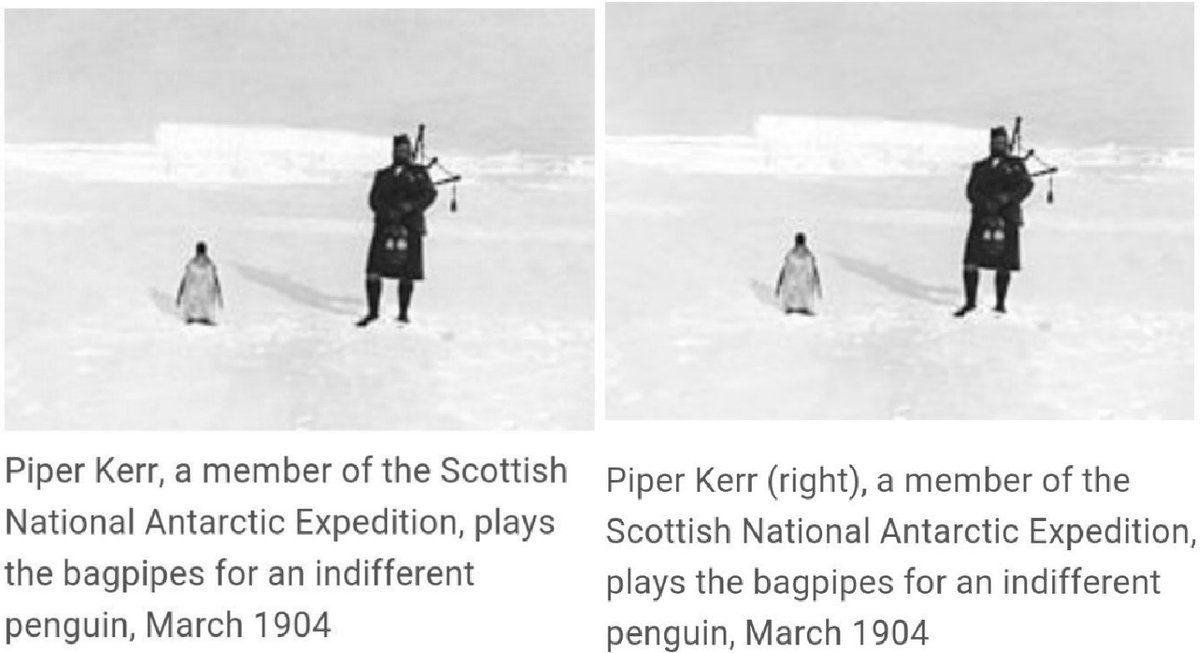 Piper Kerr, a member of the Scottish
National Antarctic Expedition, plays
the bagpipes for an indifferent
penguin, March 1904
Piper Kerr (right), a member of the
Scottish National Antarctic Expedition,
plays the bagpipes for an indifferent
penguin, March 1904